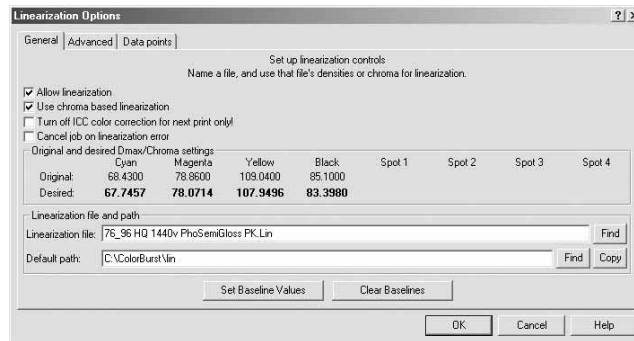 Linearization Options
General Advanced Data points
Set up linearization controls
Name a file, and use that file's densities or chroma for linearization.
Allow linearization
Use chroma based linearization
Turn off ICC color correction for next print only!
Cancel job on linearization error
Original and desired Dmax/Chroma settings
Cyan Magenta Yellow Black Spot 1 Spot 2 Spot 3 Spot 4
Original: 68.4300 78.8600 109.0400 85.1000
Desired: 67.7457 78.0714 107.9496 83.3980
Linearization file and path
Linearization file: 76_96 HQ 1440v PhoSemiGloss PK.Lin Find
Default path: C:\ColorBurst\lin Find Copy
Set Baseline Values Clear Baselines
OK Cancel Help